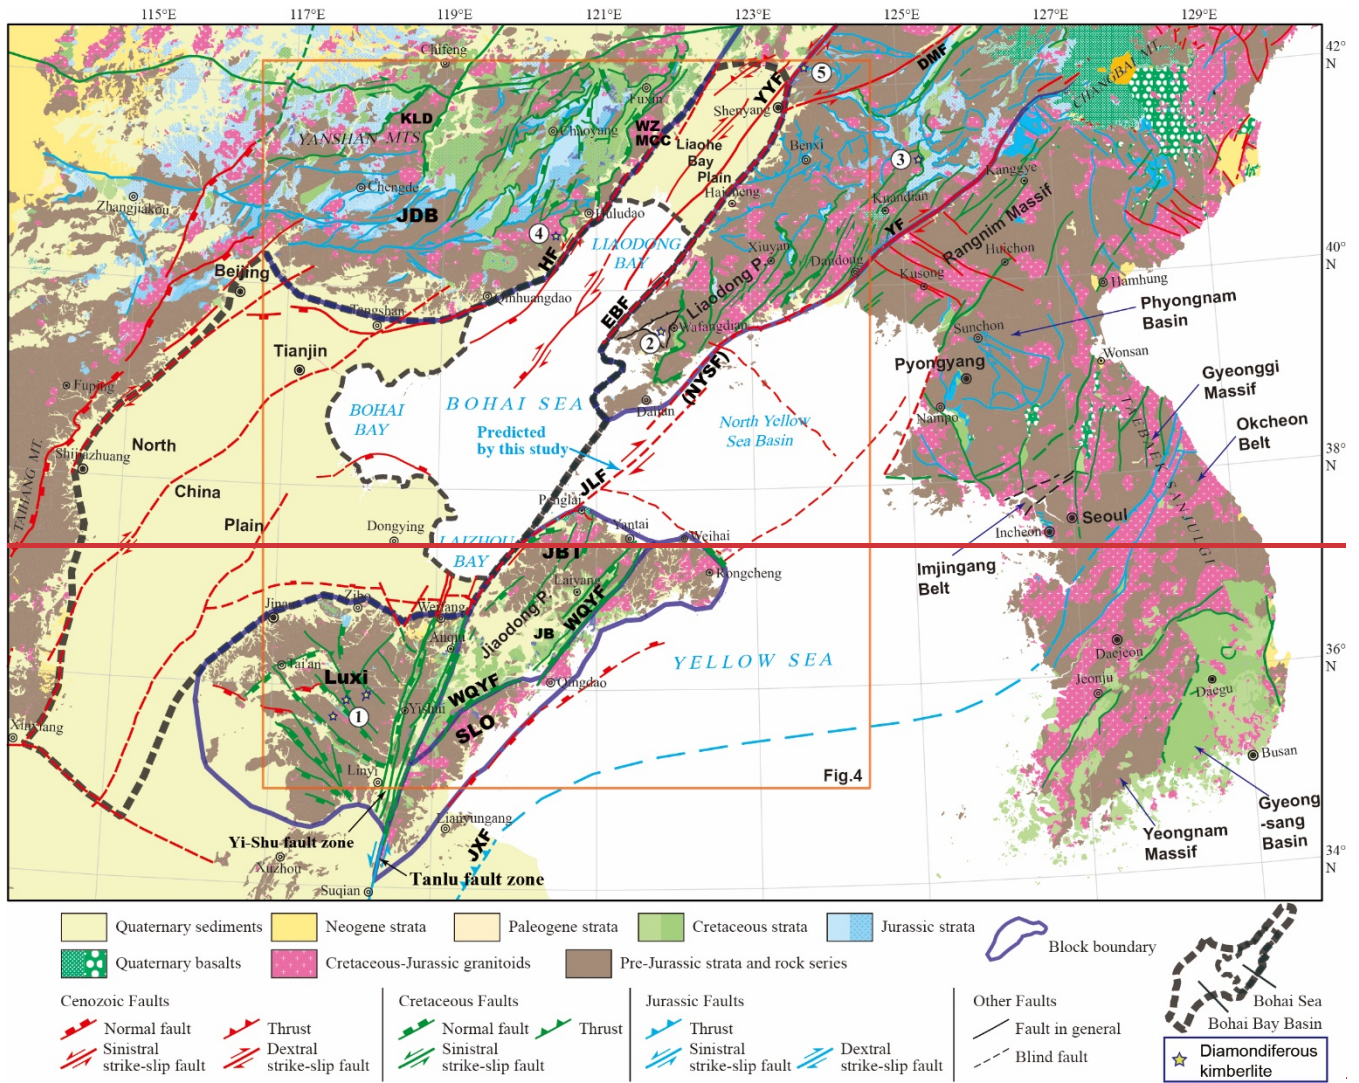 115°E
117°E
119°E
121°E
123°E
125°E
127°E
129°E
42°
N
40°
N
38°
N
36°
N
34°
N
Chifeng
KLD
YANSHAN MTS.
Fuxin
Chaoyang
WZ
MCC
Chengde
Zhangjiakou
JDB
Huludao
4
HF
Beijing
Qinhuangdao
Tangshan
Tianjin
Liaohe
Bay
Plain
Shenyang
YYF
5
DMF
CHANGBAI MT.
Benxi
3
Haicheng
Kuandian
Kanggye
YF
Rangnim Massif
Huichon
Xiuyan
Dandong
Kusong
Hamhung
LIAODONG
BAY
EBF
Liaodong P.
Wafangdian
2
Dalian
(NYSF)
Phyongnam
Basin
Sunchon
Pyongyang
Wonsan
Nampo
Gyeonggi
Massif
Okcheon
Belt
TAEBAEK SANJULGI
Fuping
Shijiazhuang
TAIHANG MT.
North
China
Plain
BOHAI
BAY
BOHAI SEA
Predicted
by this study
North Yellow
Sea Basin
JLF
Penglai
Yantai
Weihai
Rongcheng
Dongying
LAIZHOU
BAY
JBT
Laiyang
Seoul
Incheon
Imjingang
Belt
Jinan
Zibo
Weifang
Anqiu
Jiaodong P.
JB
WQYF
WQYF
Tai'an
Luxi
1
Yishui
SLO
Qingdao
YELLOW SEA
Daejeon
Jeonju
Daegu
Busan
Xinxiang
Linyi
Fig.4
Lianyungang
JXF
Yi-Shu fault zone
Xuzhou
Tanlu fault zone
Suqian
Yeongnam
Massif
Gyeong
-sang
Basin
Quaternary sediments
Neogene strata
Paleogene strata
Cretaceous strata
Jurassic strata
Block boundary
Quaternary basalts
Cretaceous-Jurassic granitoids
Pre-Jurassic strata and rock series
Bohai Sea
Bohai Bay Basin
Cenozoic Faults
Normal fault
Thrust
Sinistral
strike-slip fault
Dextral
strike-slip fault
Cretaceous Faults
Normal fault
Thrust
Sinistral
strike-slip fault
Jurassic Faults
Thrust
Sinistral
strike-slip fault
Dextral
strike-slip fault
Other Faults
Fault in general
Blind fault
Diamondiferous
kimberlite